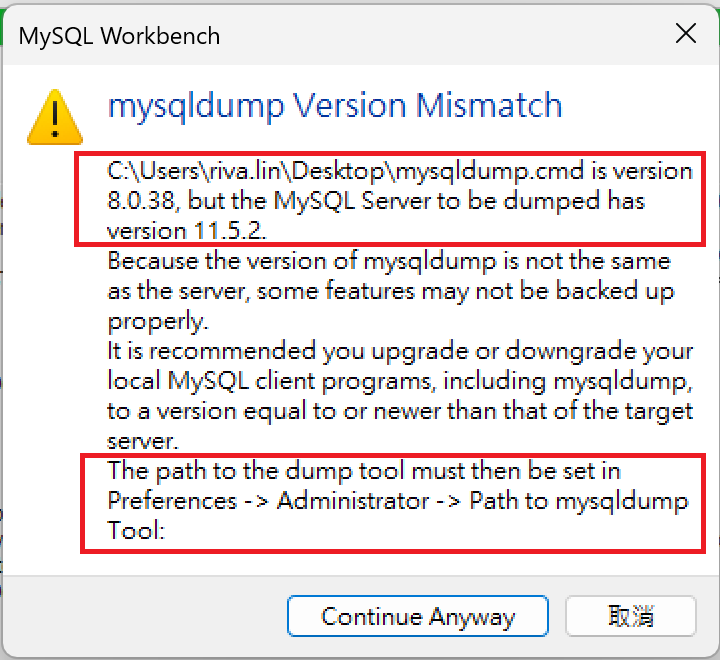 MySQL Workbench
mysqldump Version Mismatch
C:\Users\riva.lin\Desktop\mysqldump.cmd is version
8.0.38, but the MySQL Server to be dumped has
version 11.5.2.
Because the version of mysqldump is not the same
as the server, some features may not be backed up
properly.
It is recommended you upgrade or downgrade your
local MySQL client programs, including mysqldump,
to a version equal to or newer than that of the target
server.
The path to the dump tool must then be set in
Preferences -> Administrator -> Path to mysqldump
Tool:
Continue Anyway
取消